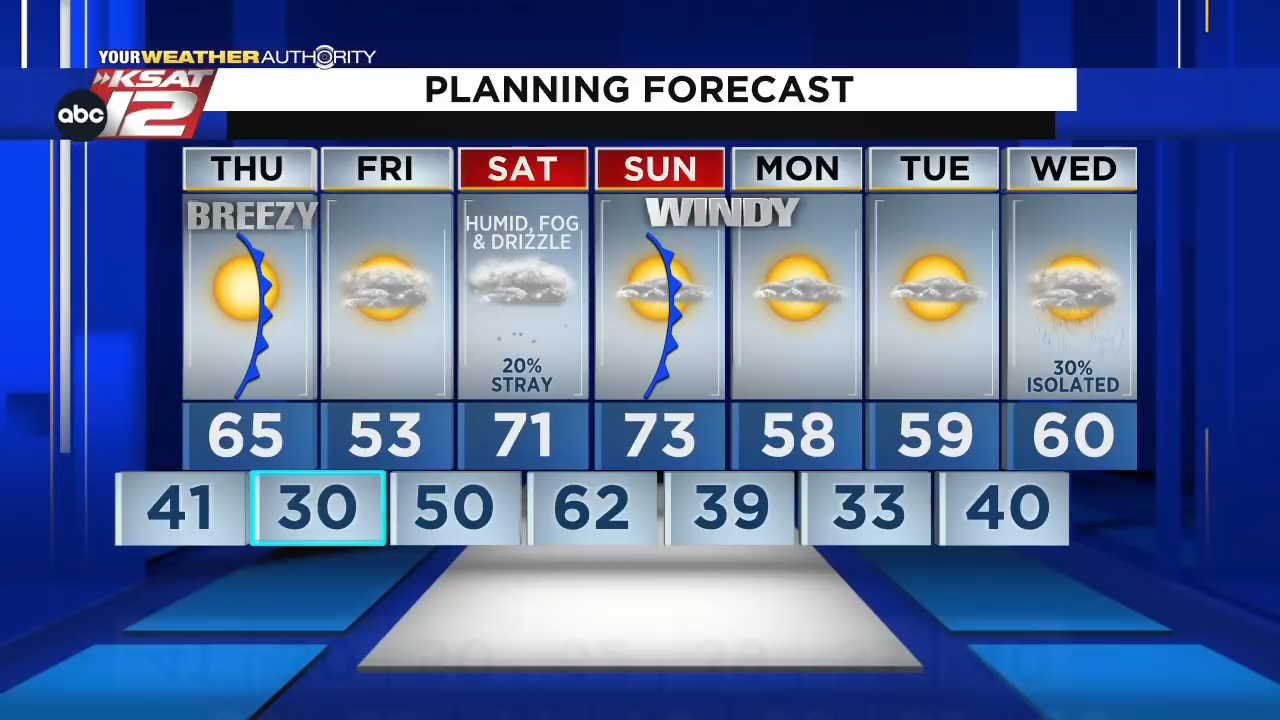 YOURWEATHERAUTHORITY
KSAT
abc 12
PLANNING FORECAST
THU FRI SAT SUN MON TUE WED
BREEZY WINDY
HUMID, FOG
& DRIZZLE
20%
STRAY
30%
ISOLATED
65 53 71 73 58 59 60
41 30 50 62 39 33 40